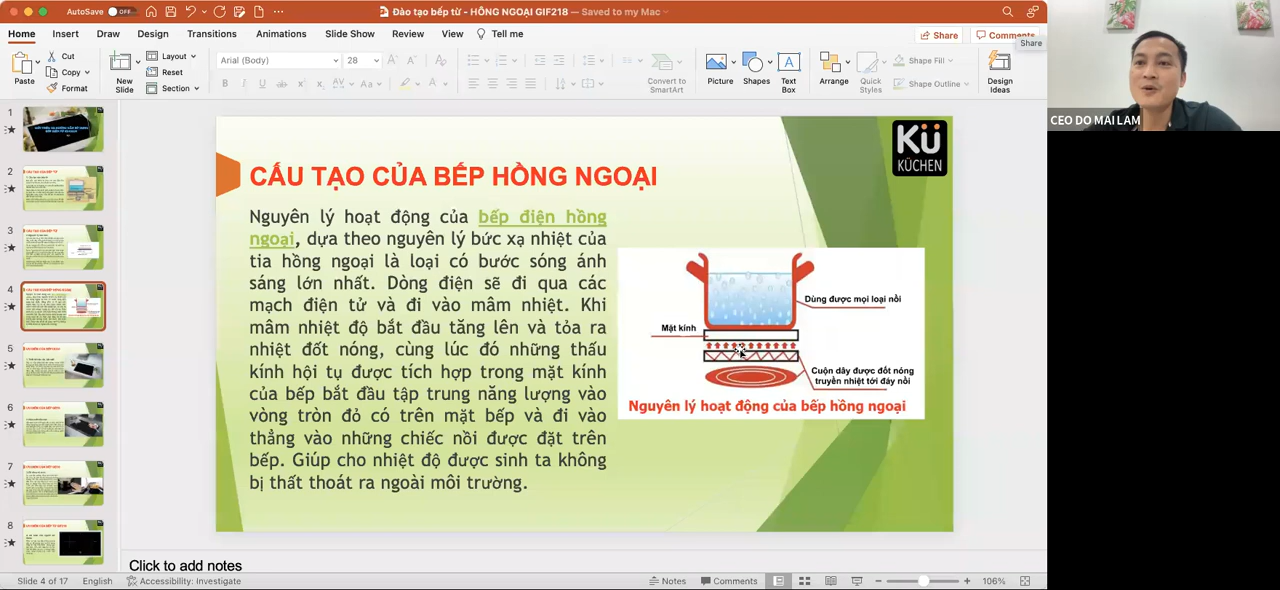 AutoSave OFF
Đào tạo bếp từ - HỒNG NGOẠI GIF218 — Saved to my Mac
Home Insert Draw Design Transitions Animations Slide Show Review View Tell me
Share Comments
Share
Paste
Cut
Copy
Format
New Slide
Layout
Reset
Section
Arial (Body) 28
Convert to SmartArt
Picture
Shapes
Text Box
Arrange
Quick Styles
Shape Fill
Shape Outline
Design Ideas
CEO DO MAI LAM
1
2
3
4
5
6
7
8
KÜ
KÜCHEN
CẤU TẠO CỦA BẾP HỒNG NGOẠI
Nguyên lý hoạt động của bếp điện hồng
ngoại, dựa theo nguyên lý bức xạ nhiệt của
tia hồng ngoại là loại có bước sóng ánh
sáng lớn nhất. Dòng điện sẽ đi qua các
mạch điện tử và đi vào mâm nhiệt. Khi
mâm nhiệt độ bắt đầu tăng lên và tỏa ra
nhiệt đốt nóng, cùng lúc đó những thấu
kính hội tụ được tích hợp trong mặt kính
của bếp bắt đầu tập trung năng lượng vào
vòng tròn đỏ có trên mặt bếp và đi vào
thẳng vào những chiếc nồi được đặt trên
bếp. Giúp cho nhiệt độ được sinh ta không
bị thất thoát ra ngoài môi trường.
Dùng được mọi loại nồi
Mặt kính
Cuộn dây được đốt nóng
truyền nhiệt tới đáy nồi
Nguyên lý hoạt động của bếp hồng ngoại
Click to add notes
Slide 4 of 17 English Accessibility: Investigate Notes Comments 106%